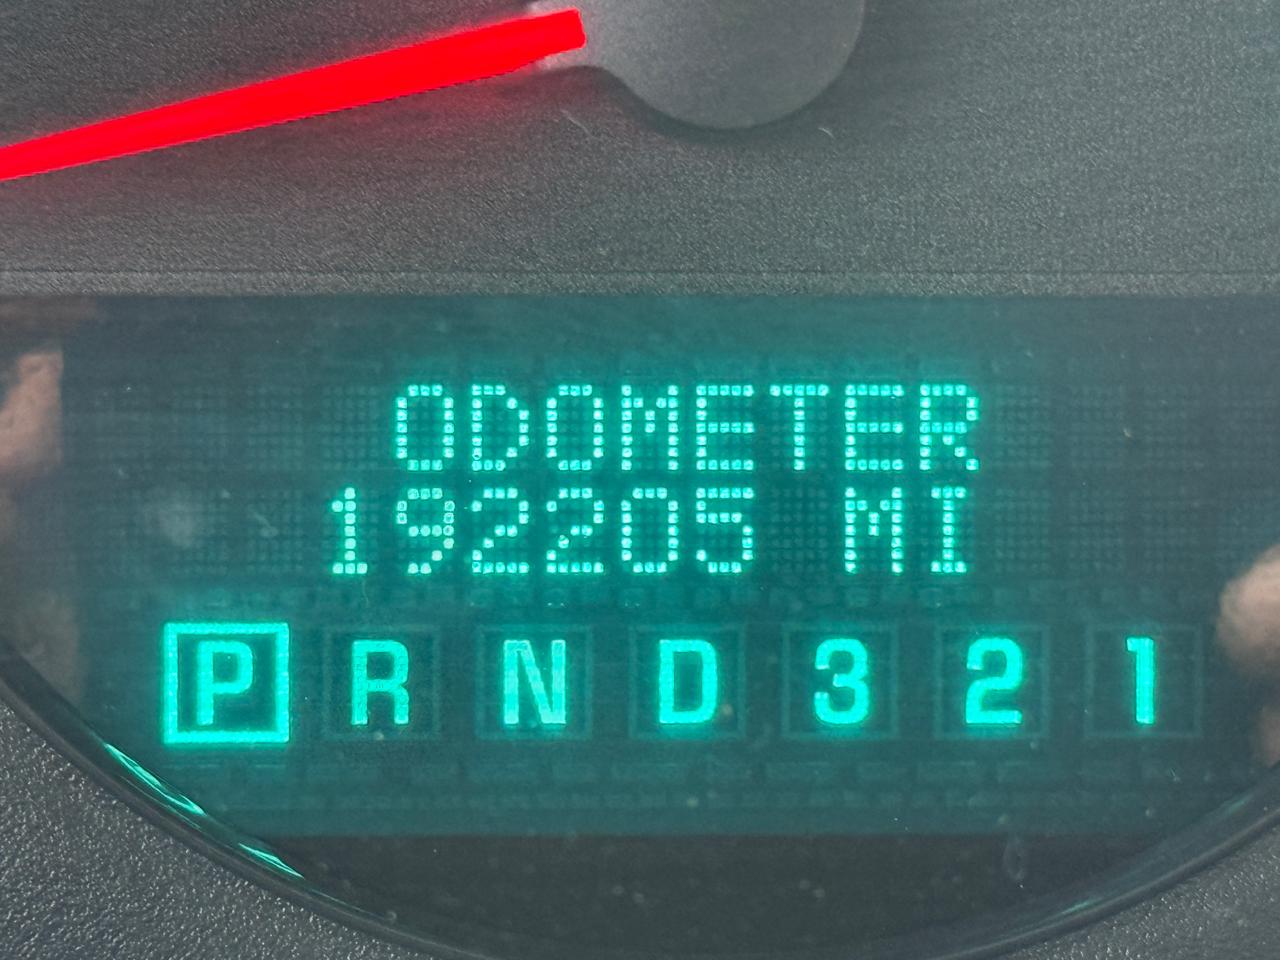 ODOMETER
192205 MI
P R N D 3 2 1